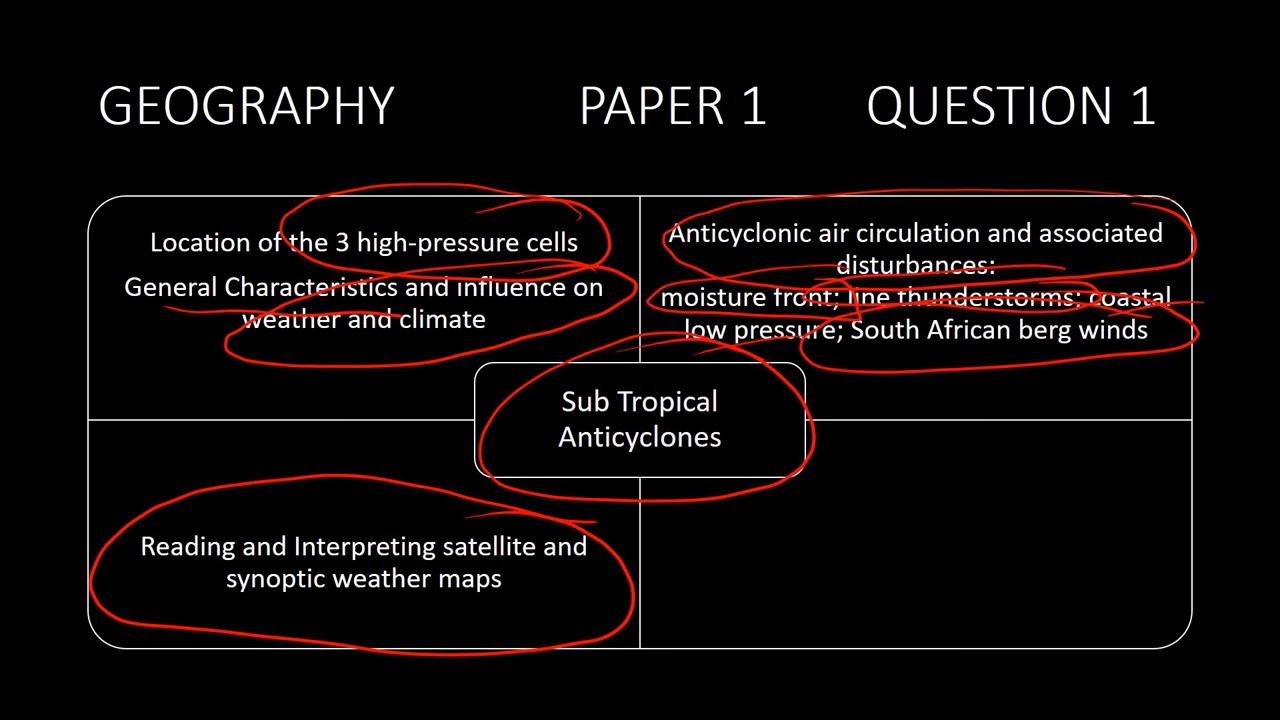 GEOGRAPHY PAPER 1 QUESTION 1
Location of the 3 high-pressure cells
General Characteristics and influence on
weather and climate
Anticyclonic air circulation and associated
disturbances:
moisture front; line thunderstorms; coastal
low pressure; South African berg winds
Sub Tropical
Anticyclones
Reading and Interpreting satellite and
synoptic weather maps